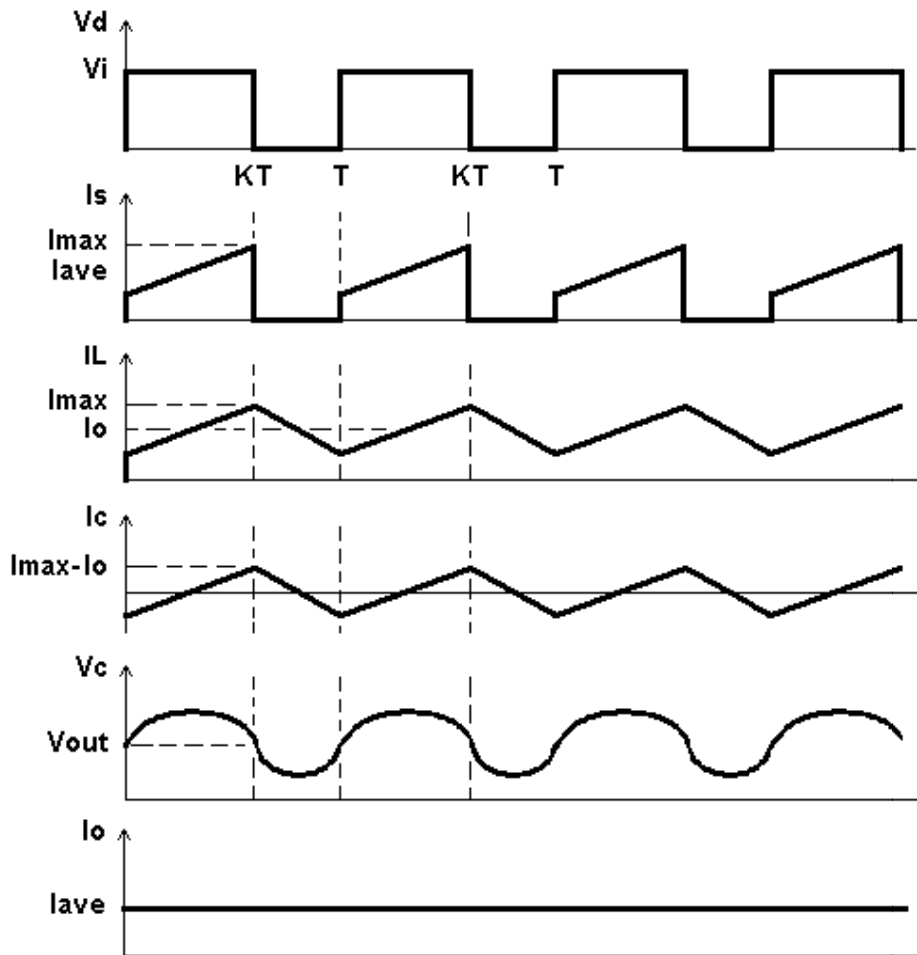 Vd
Vi
KT T KT T
Is
Imax
Iave
IL
Imax
Io
Ic
Imax-Io
Vc
Vout
Io
Iave